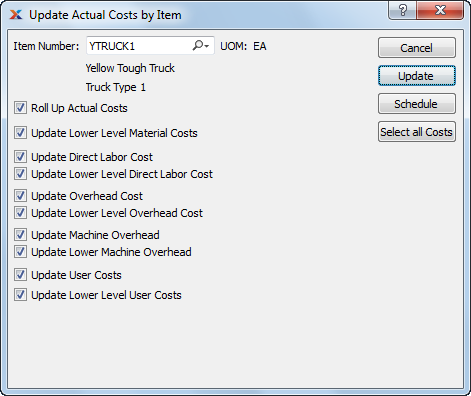 Update Actual Costs by Item
?
Item Number: YTRUCK1 UOM: EA
Cancel
Yellow Tough Truck
Update
Truck Type 1
Roll Up Actual Costs
Schedule
Update Lower Level Material Costs
Select all Costs
Update Direct Labor Cost
Update Lower Level Direct Labor Cost
Update Overhead Cost
Update Lower Level Overhead Cost
Update Machine Overhead
Update Lower Machine Overhead
Update User Costs
Update Lower Level User Costs